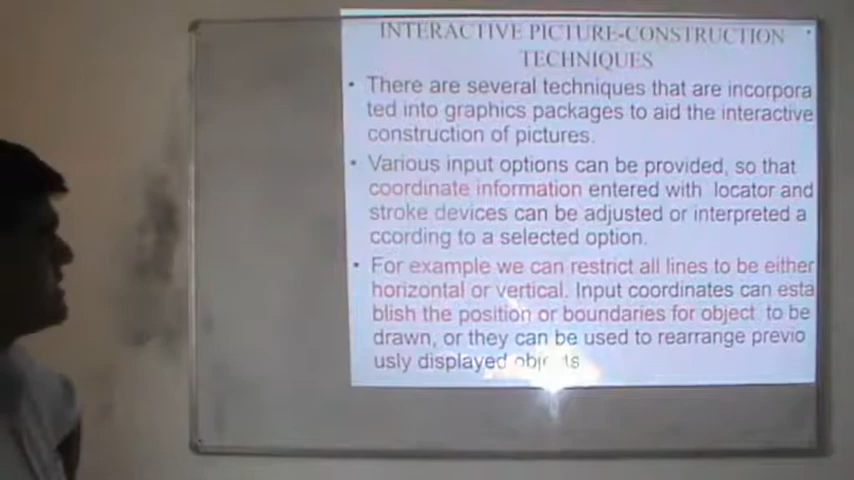 INTERACTIVE PICTURE-CONSTRUCTION
TECHNIQUES
• There are several techniques that are incorpora
ted into graphics packages to aid the interactive
construction of pictures.
• Various input options can be provided, so that
coordinate information entered with locator and
stroke devices can be adjusted or interpreted a
ccording to a selected option.
• For example we can restrict all lines to be either
horizontal or vertical. Input coordinates can esta
blish the position or boundaries for object to be
drawn, or they can be used to rearrange previo
usly displayed objects